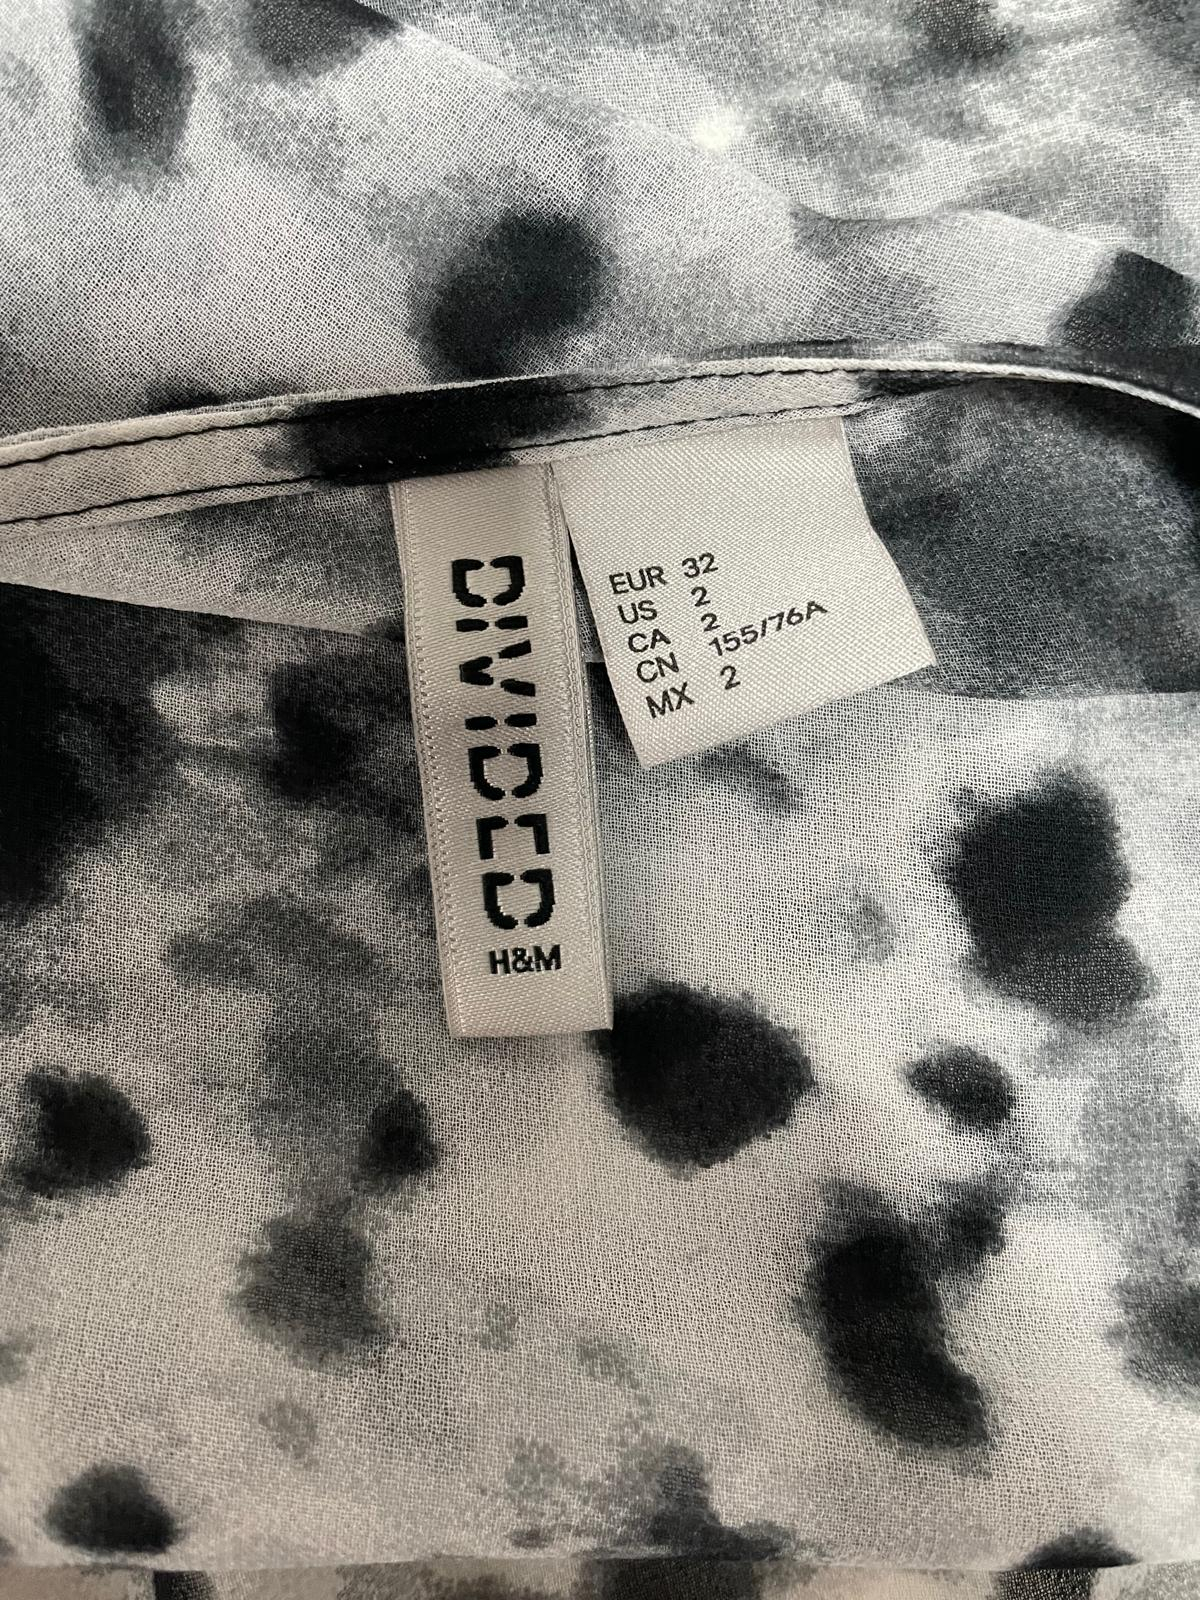 DIVIDED
H&M
EUR 32
US 2
CA 2
CN 155/76A
MX 2